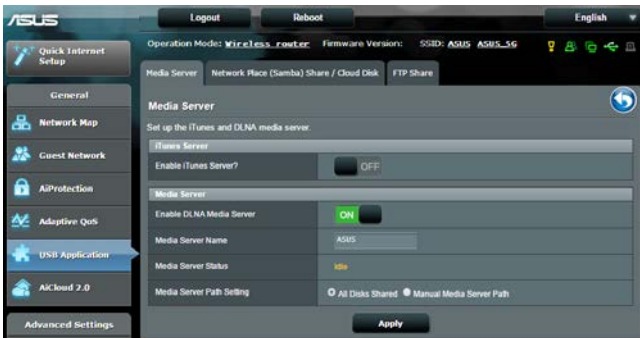 ASUS
Logout
Reboot
English
Quick Internet Setup
Operation Mode: Wireless router Firmware Version: SSID: ASUS ASUS_5G
Media Server
Network Place (Samba) Share / Cloud Disk
FTP Share
General
Network Map
Guest Network
AiProtection
Adaptive QoS
USB Application
AiCloud 2.0
Advanced Settings
Media Server
Set up the iTunes and DLNA media server.
iTunes Server
Enable iTunes Server?
OFF
Media Server
Enable DLNA Media Server
ON
Media Server Name
ASUS
Media Server Status
Idle
Media Server Path Setting
All Disks Shared
Manual Media Server Path
Apply